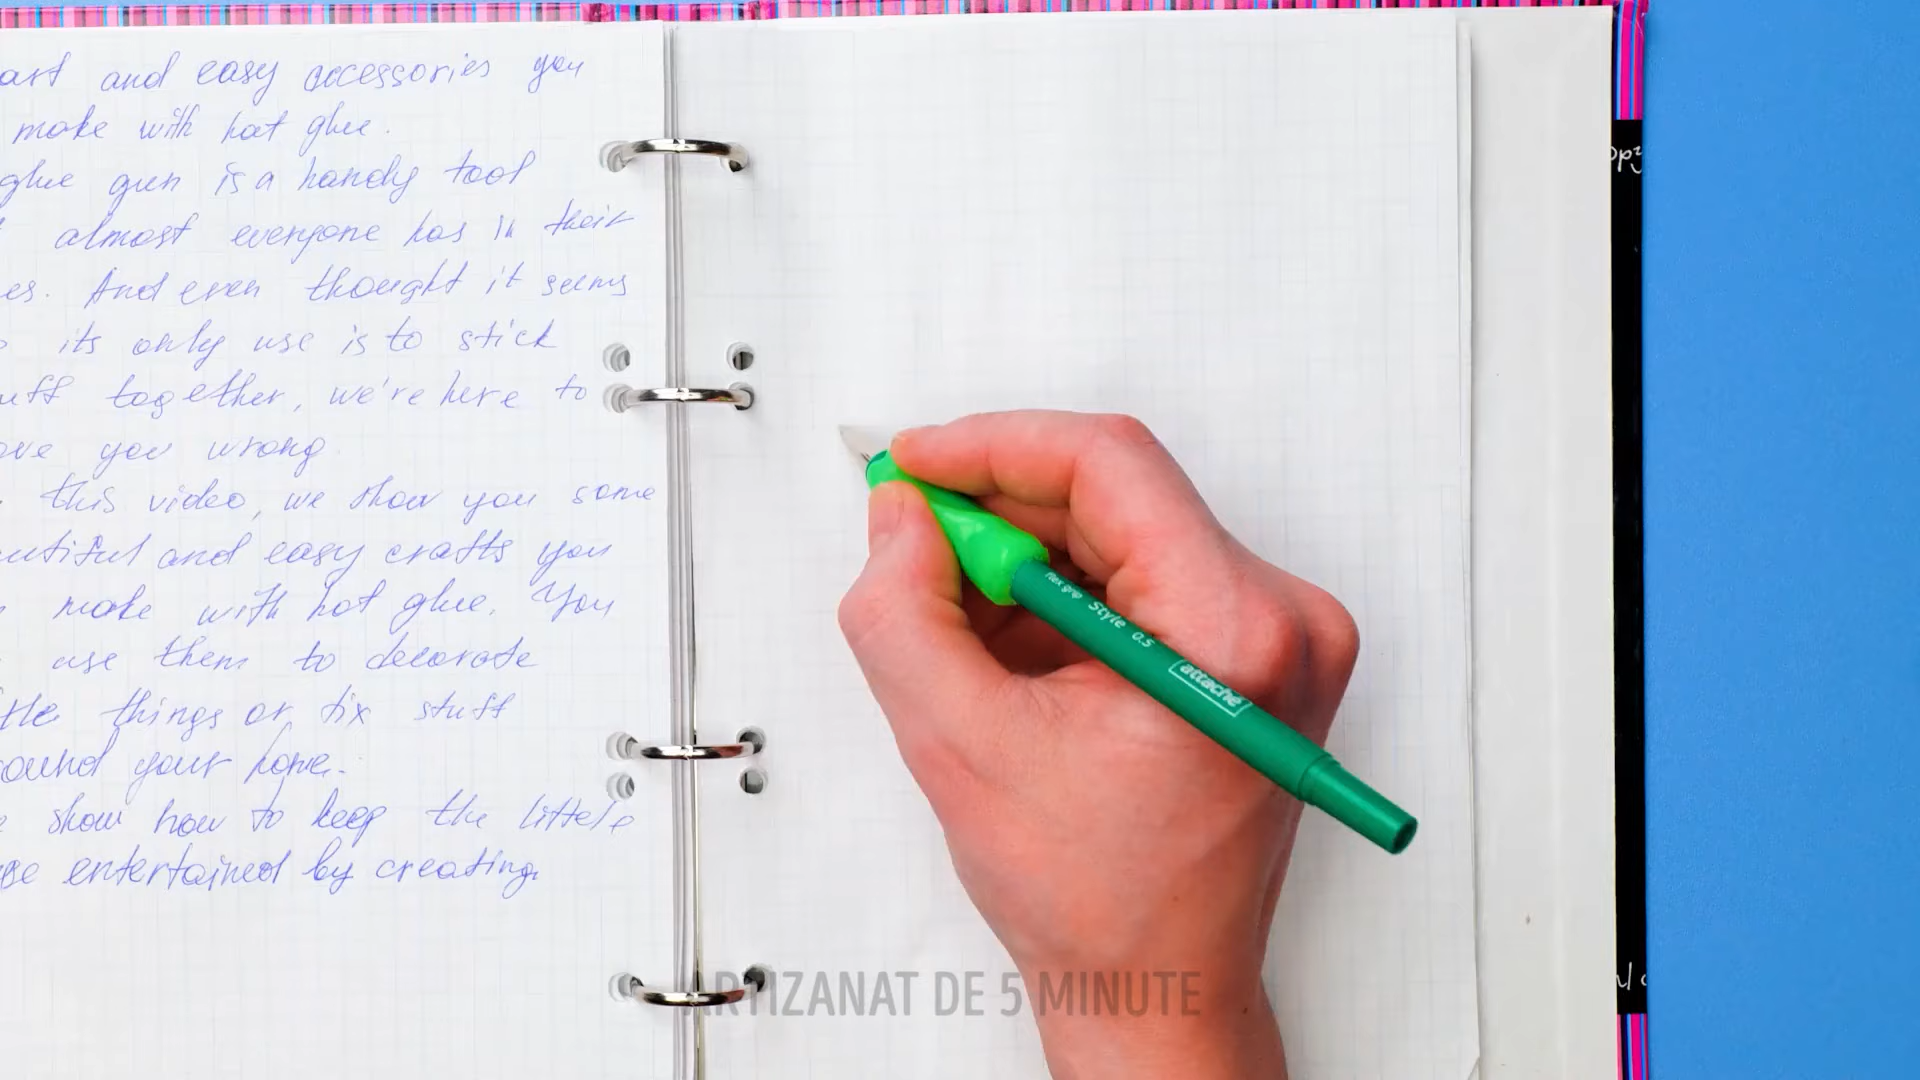 and easy accessories you
make with hot glue.
glue gun is a handy tool
almost everyone has in their
es. And even thought it seems
its only use is to stick
uff together, we're here to
ove you wrong
this video, we show you some
utiful and easy crafts you
make with hot glue. You
use them to decorate
ttle things or fix stuff
ound your home.
show how to keep the little
entertained by creating
flex grip Style 0.5
attaché
ARTIZANAT DE 5 MINUTE